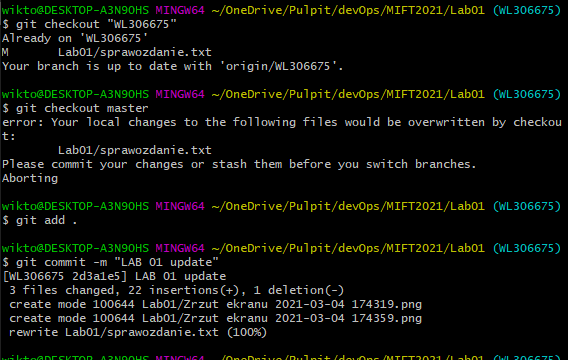 wikto@DESKTOP-A3N90HS MINGW64 ~/OneDrive/Pulpit/devOps/MIFT2021/Lab01 (WL306675)
$ git checkout "WL306675"
Already on 'WL306675'
M       Lab01/sprawozdanie.txt
Your branch is up to date with 'origin/WL306675'.
wikto@DESKTOP-A3N90HS MINGW64 ~/OneDrive/Pulpit/devOps/MIFT2021/Lab01 (WL306675)
$ git checkout master
error: Your local changes to the following files would be overwritten by checkou
t:
        Lab01/sprawozdanie.txt
Please commit your changes or stash them before you switch branches.
Aborting
wikto@DESKTOP-A3N90HS MINGW64 ~/OneDrive/Pulpit/devOps/MIFT2021/Lab01 (WL306675)
$ git add .
wikto@DESKTOP-A3N90HS MINGW64 ~/OneDrive/Pulpit/devOps/MIFT2021/Lab01 (WL306675)
$ git commit -m "LAB 01 update"
[WL306675 2d3a1e5] LAB 01 update
 3 files changed, 22 insertions(+), 1 deletion(-)
 create mode 100644 Lab01/Zrzut ekranu 2021-03-04 174319.png
 create mode 100644 Lab01/Zrzut ekranu 2021-03-04 174359.png
 rewrite Lab01/sprawozdanie.txt (100%)